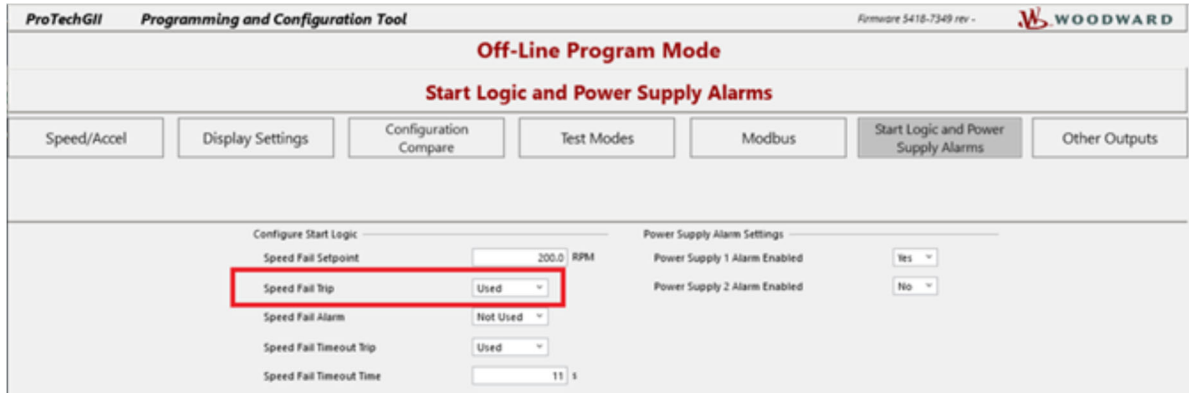 ProTechGII Programming and Configuration Tool Firmware 5418-7349 rev - WOODWARD
Off-Line Program Mode
Start Logic and Power Supply Alarms
Speed/Accel
Display Settings
Configuration
Compare
Test Modes
Modbus
Start Logic and Power
Supply Alarms
Other Outputs
Configure Start Logic
Speed Fail Setpoint 200.0 RPM
Speed Fail Trip Used
Speed Fail Alarm Not Used
Speed Fail Timeout Trip Used
Speed Fail Timeout Time 11 s
Power Supply Alarm Settings
Power Supply 1 Alarm Enabled Yes
Power Supply 2 Alarm Enabled No